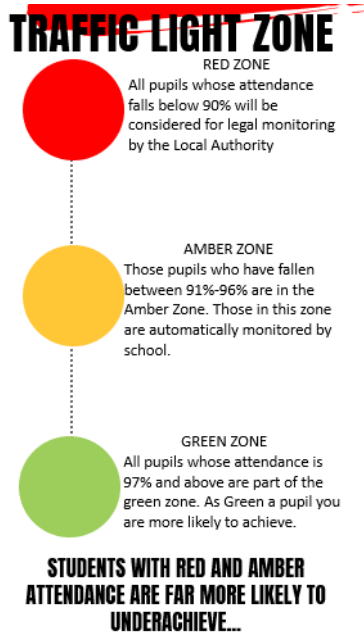 TRAFFIC LIGHT ZONE
RED ZONE
All pupils whose attendance
falls below 90% will be
considered for legal monitoring
by the Local Authority
AMBER ZONE
Those pupils who have fallen
between 91%-96% are in the
Amber Zone. Those in this zone
are automatically monitored by
school.
GREEN ZONE
All pupils whose attendance is
97% and above are part of the
green zone. As Green a pupil you
are more likely to achieve.
STUDENTS WITH RED AND AMBER
ATTENDANCE ARE FAR MORE LIKELY TO
UNDERACHIEVE...